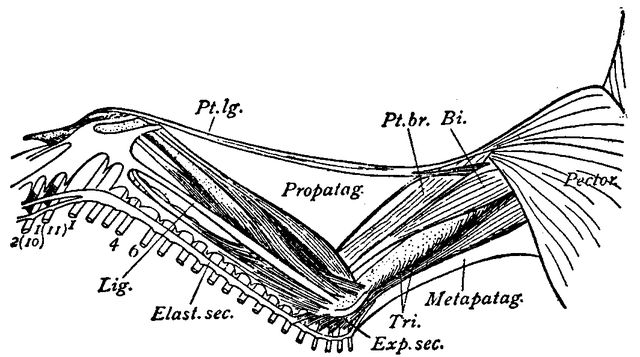 Pt.lg.
Pt.br. Bi.
Propatag.
Pector.
2(10) 1(11) 1
4
6
Lig.
Elast.sec.
Metapatag.
Tri.
Exp.sec.